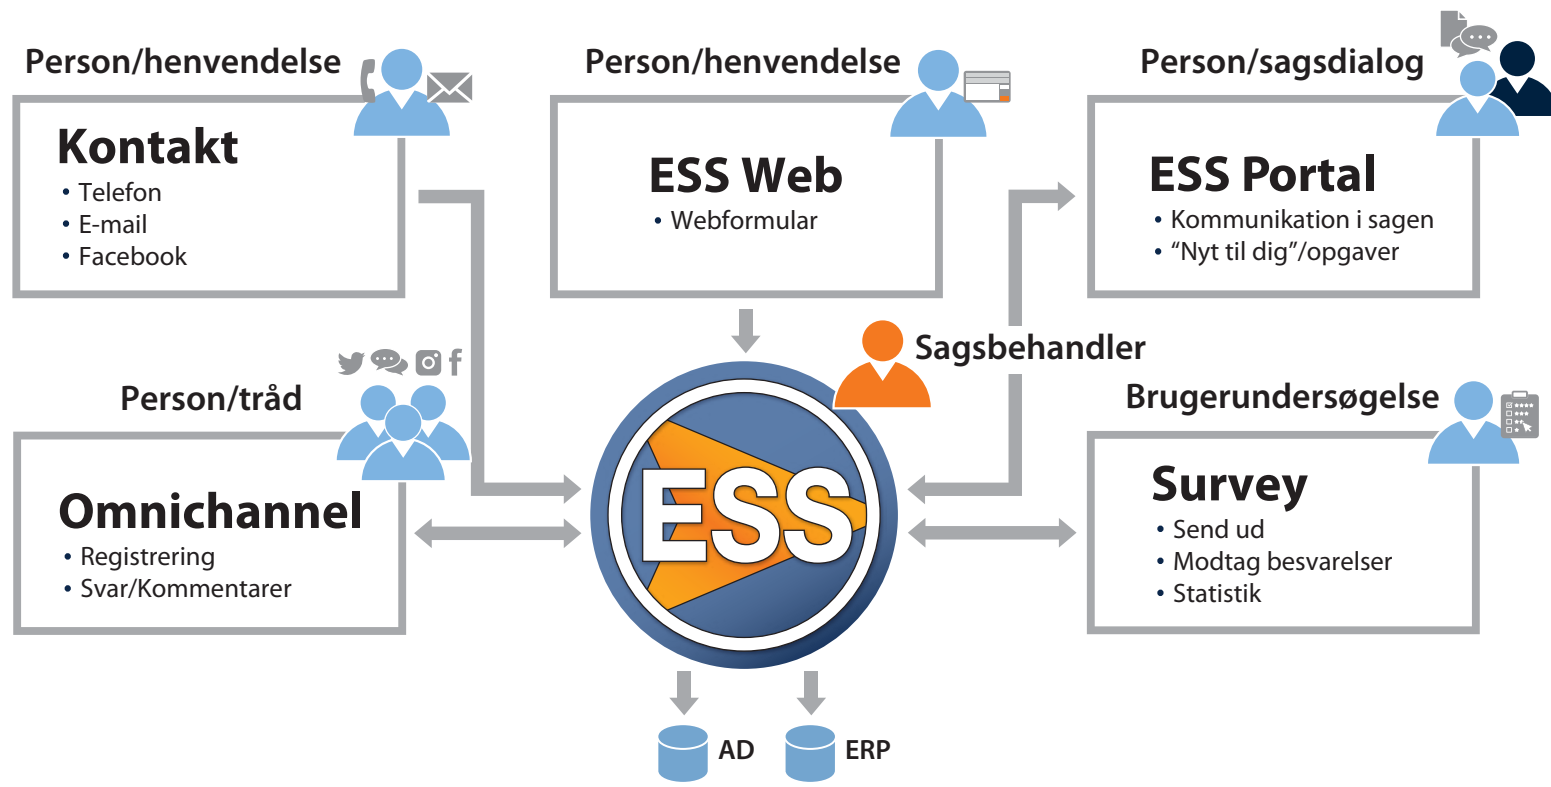 Person/henvendelse
Kontakt
• Telefon
• E-mail
• Facebook
Person/henvendelse
ESS Web
• Webformular
Person/sagsdialog
ESS Portal
• Kommunikation i sagen
• “Nyt til dig”/opgaver
Person/tråd
Omnichannel
• Registrering
• Svar/Kommentarer
Sagsbehandler
ESS
Brugerundersøgelse
Survey
• Send ud
• Modtag besvarelser
• Statistik
AD
ERP